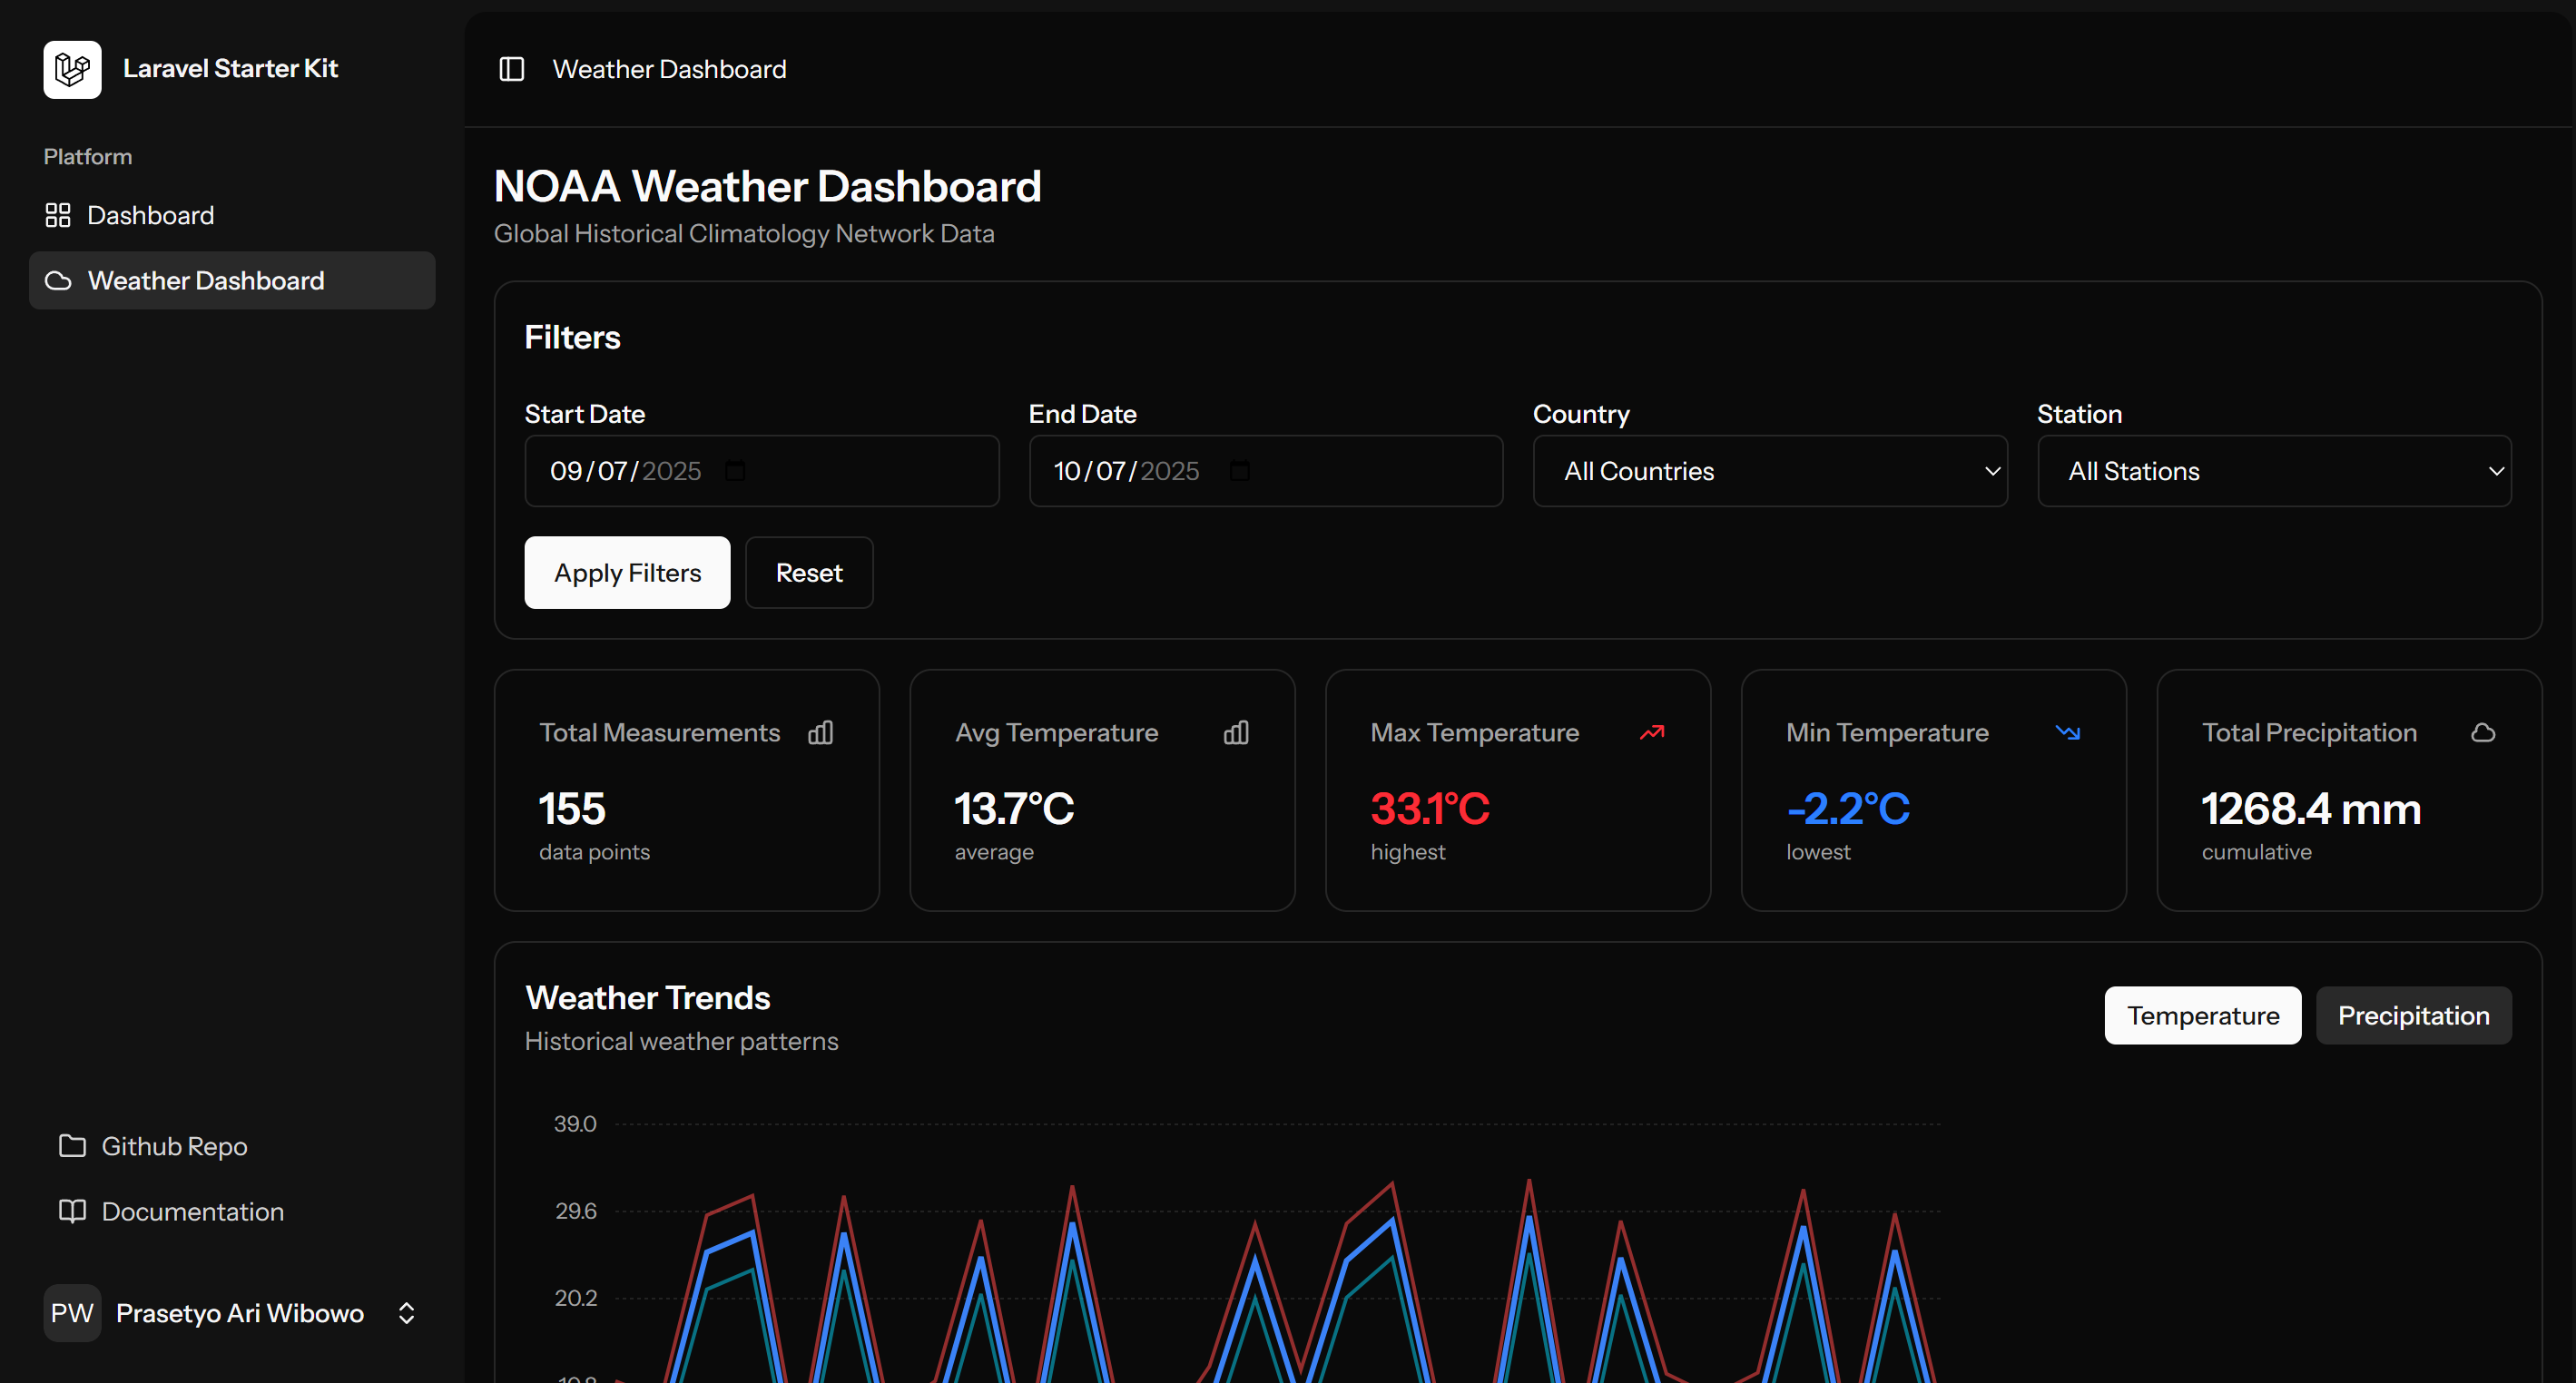 Laravel Starter Kit
Platform
Dashboard
Weather Dashboard
Github Repo
Documentation
PW Prasetyo Ari Wibowo
Weather Dashboard
NOAA Weather Dashboard
Global Historical Climatology Network Data
Filters
Start Date End Date Country Station
09/07/2025 10/07/2025 All Countries All Stations
Apply Filters Reset
Total Measurements
155
data points
Avg Temperature
13.7°C
average
Max Temperature
33.1°C
highest
Min Temperature
-2.2°C
lowest
Total Precipitation
1268.4 mm
cumulative
Weather Trends
Historical weather patterns
Temperature Precipitation
39.0
29.6
20.2